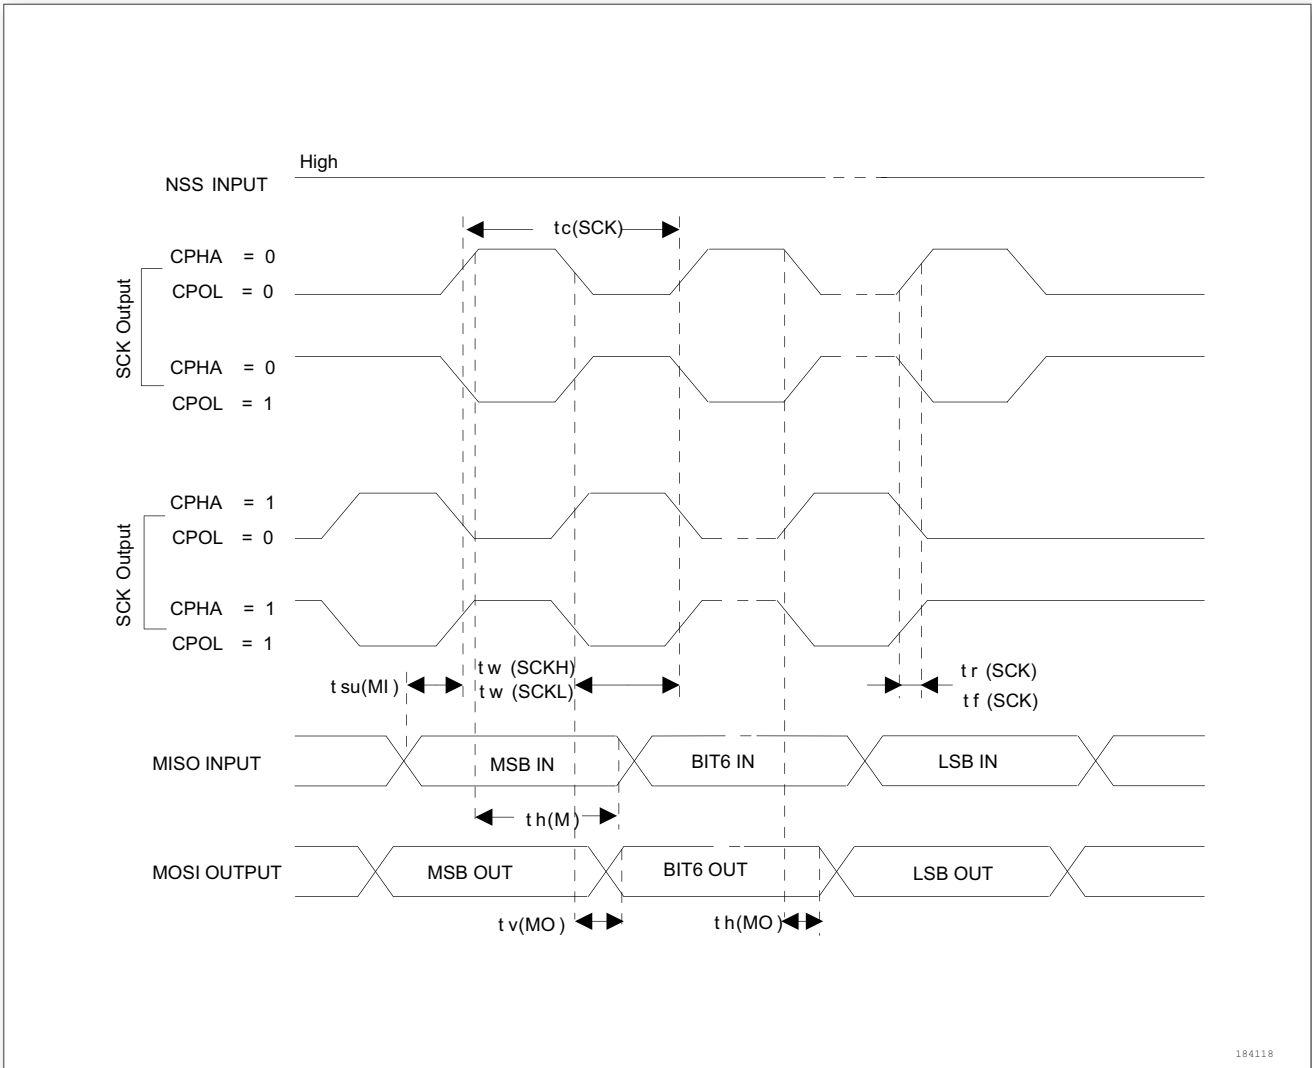 High
NSS INPUT
tc(SCK)
CPHA = 0
CPOL = 0
SCK Output
CPHA = 0
CPOL = 1
CPHA = 1
CPOL = 0
SCK Output
CPHA = 1
CPOL = 1
tsu(MI)
tw (SCKH)
tw (SCKL)
tr (SCK)
tf (SCK)
MISO INPUT
MSB IN
BIT6 IN
LSB IN
th(M)
MOSI OUTPUT
MSB OUT
BIT6 OUT
LSB OUT
tv(MO)
th(MO)
184118